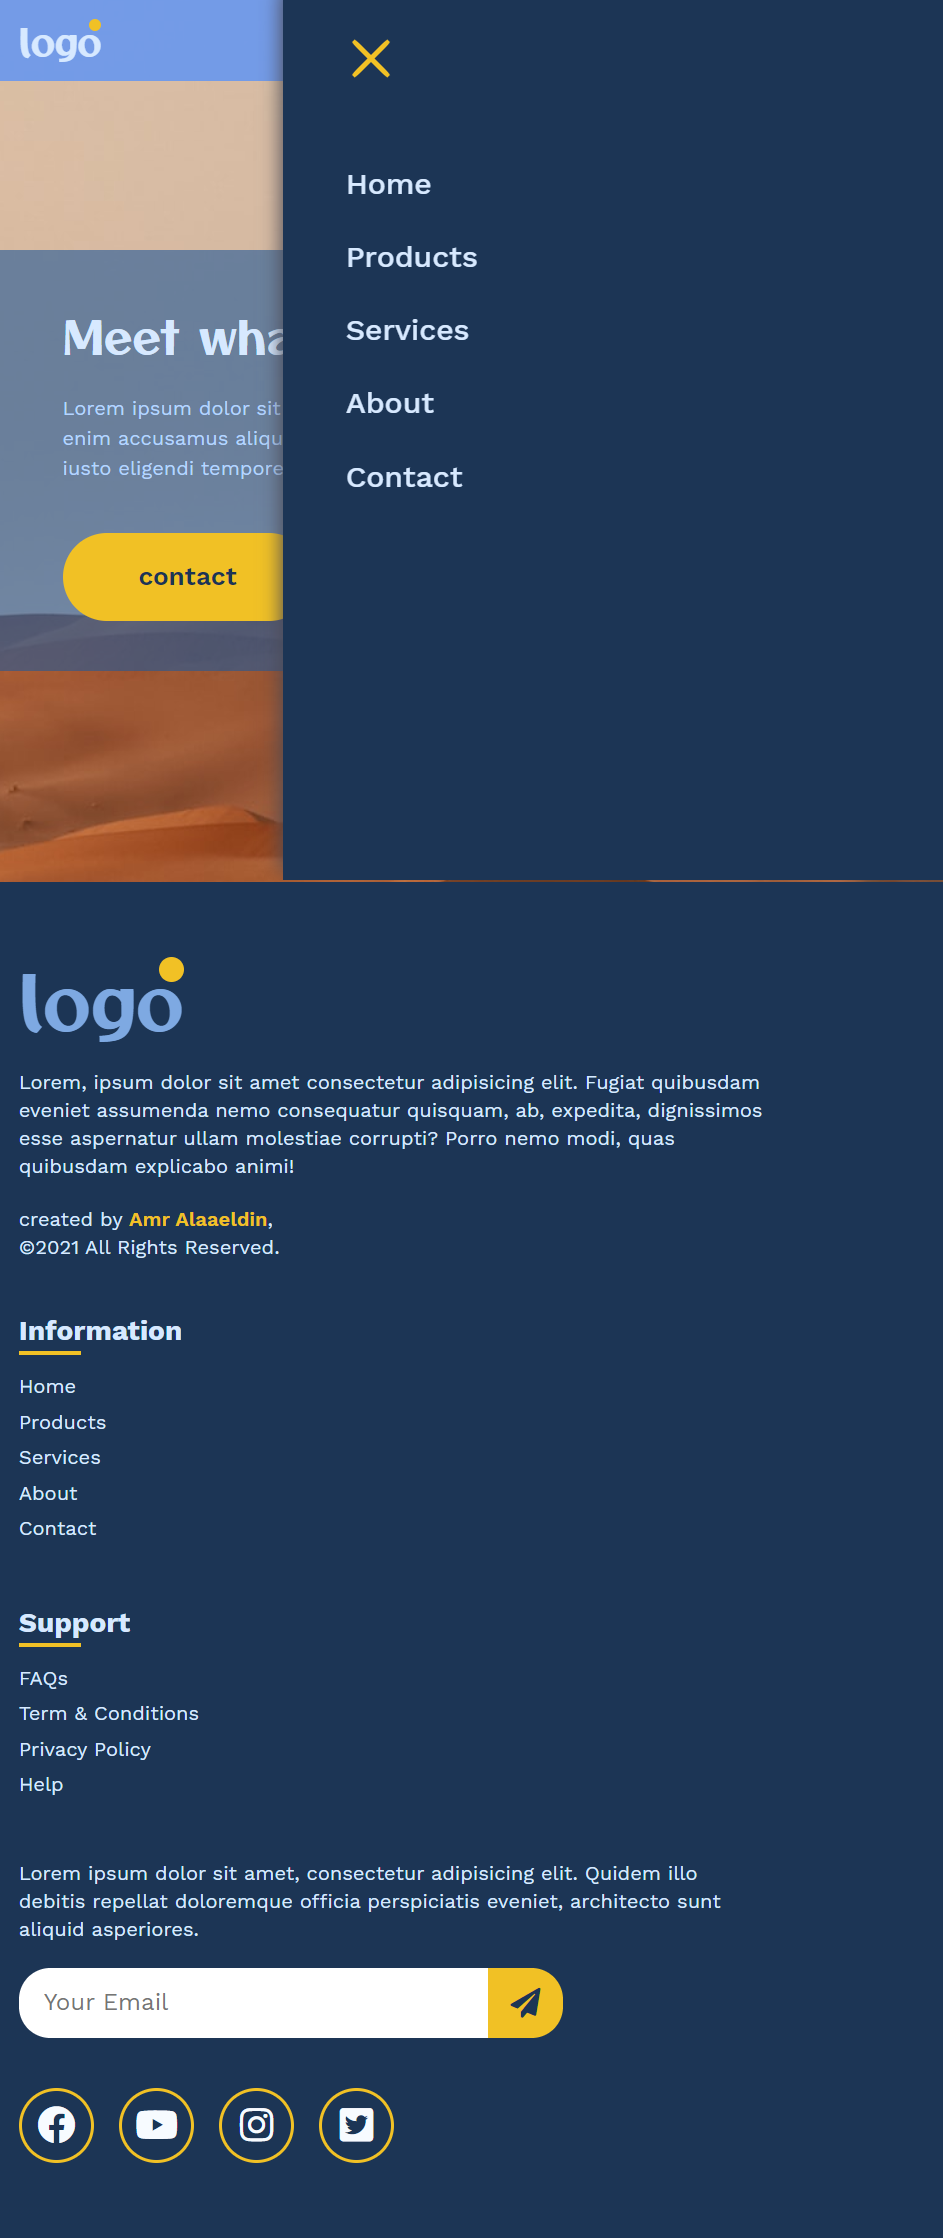 logo
Home
Products
Services
About
Contact
Meet wha
Lorem ipsum dolor sit
enim accusamus aliqu
iusto eligendi tempore
contact
logo
Lorem, ipsum dolor sit amet consectetur adipisicing elit. Fugiat quibusdam
eveniet assumenda nemo consequatur quisquam, ab, expedita, dignissimos
esse aspernatur ullam molestiae corrupti? Porro nemo modi, quas
quibusdam explicabo animi!
created by Amr Alaaeldin,
©2021 All Rights Reserved.
Information
Home
Products
Services
About
Contact
Support
FAQs
Term & Conditions
Privacy Policy
Help
Lorem ipsum dolor sit amet, consectetur adipisicing elit. Quidem illo
debitis repellat doloremque officia perspiciatis eveniet, architecto sunt
aliquid asperiores.
Your Email